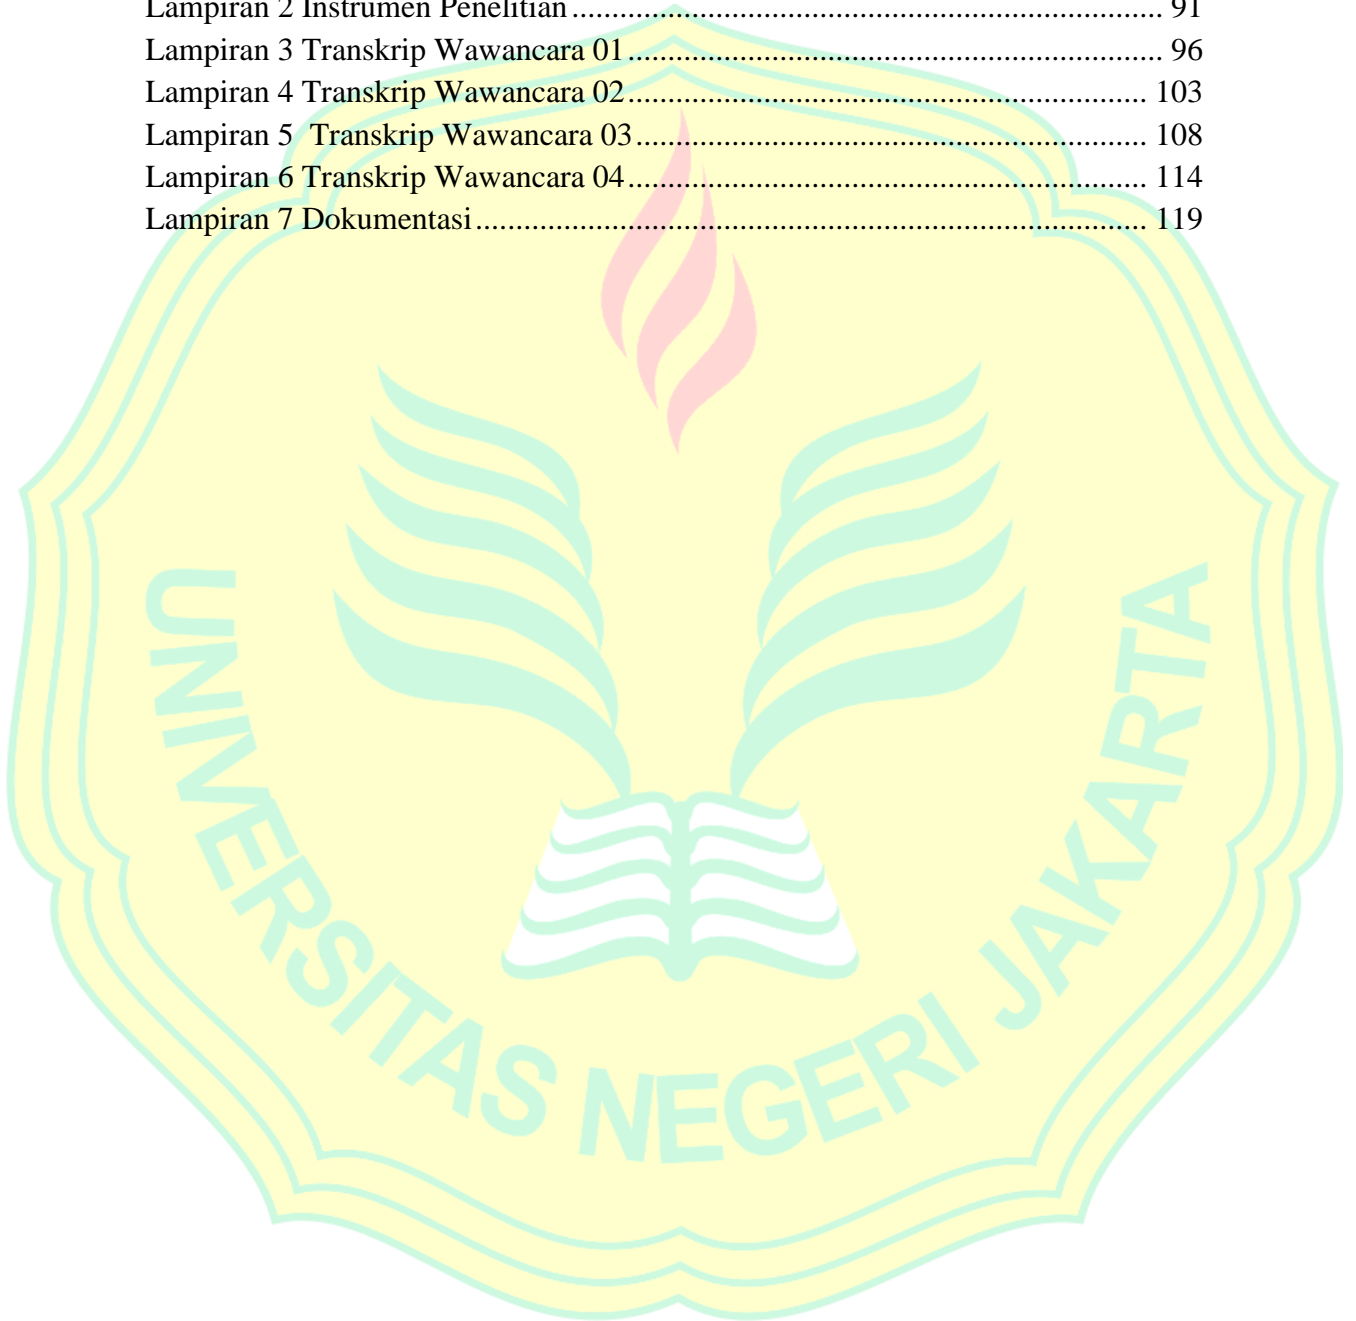 Lampiran 2 Instrumen Penelitian.................................................................... 91
Lampiran 3 Transkrip Wawancara 01.............................................................. 96
Lampiran 4 Transkrip Wawancara 02............................................................ 103
Lampiran 5  Transkrip Wawancara 03........................................................... 108
Lampiran 6 Transkrip Wawancara 04............................................................ 114
Lampiran 7 Dokumentasi.............................................................................. 119
UNIVERSITAS NEGERI JAKARTA